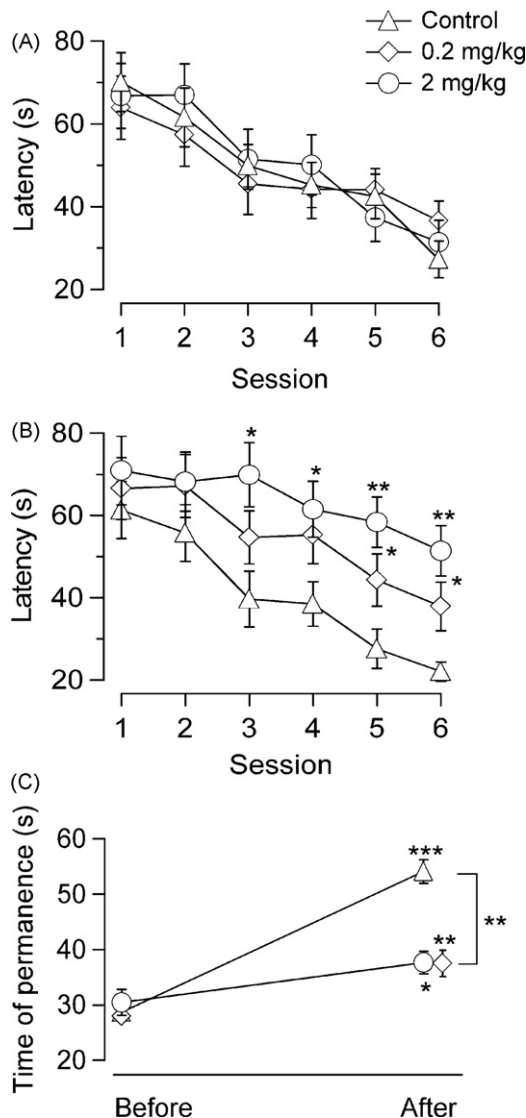 Control
0.2 mg/kg
2 mg/kg
(A)
Latency (s)
80
60
40
20
1 2 3 4 5 6
Session
(B)
Latency (s)
80
60
40
20
* * ** **
* *
1 2 3 4 5 6
Session
(C)
Time of permanence (s)
60
50
40
30
20
***
**
**
*
Before After